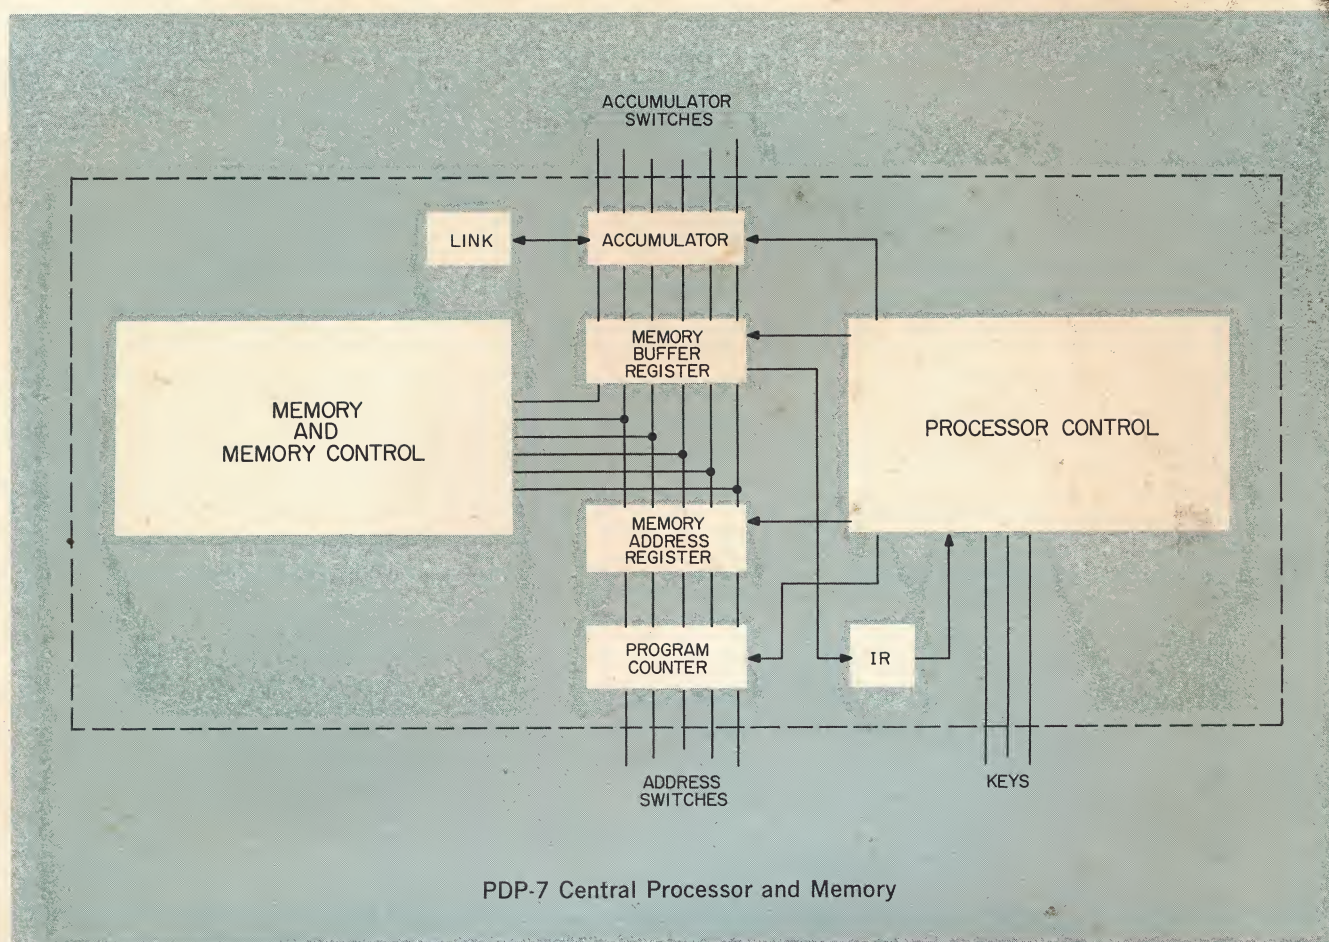 ACCUMULATOR
SWITCHES
LINK
ACCUMULATOR
MEMORY
BUFFER
REGISTER
MEMORY
AND
MEMORY CONTROL
PROCESSOR CONTROL
MEMORY
ADDRESS
REGISTER
PROGRAM
COUNTER
IR
ADDRESS
SWITCHES
KEYS
PDP-7 Central Processor and Memory